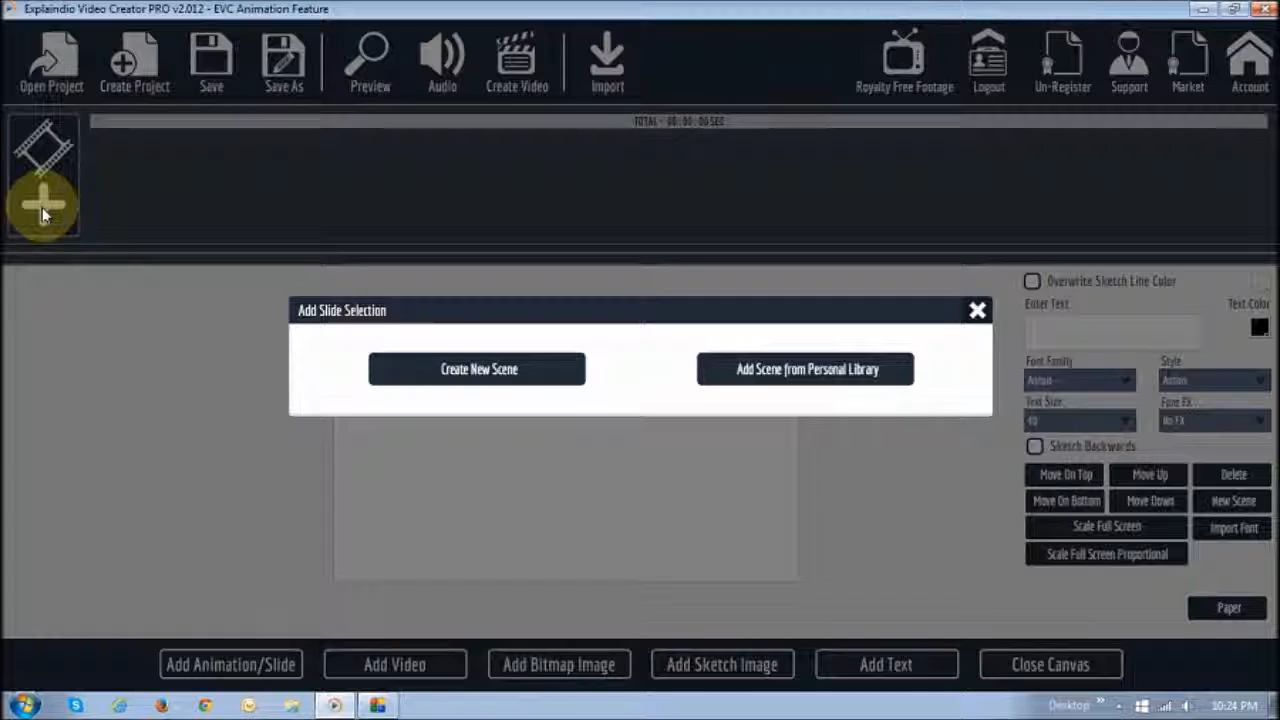 Explaindio Video Creator PRO v2.012 - EVC Animation Feature
Open Project
Create Project
Save
Save As
Preview
Audio
Create Video
Import
Royalty Free Footage
Logout
Un-Register
Support
Market
Account
TOTAL - 00 : 00 : 00 SEC
Add Slide Selection
Create New Scene
Add Scene from Personal Library
Overwrite Sketch Line Color
Enter Text
Text Color
Font Family
Style
Text Size
Font FX
40
No FX
Sketch Backwards
Move On Top
Move Up
Delete
Move On Bottom
Move Down
New Scene
Scale Full Screen
Import Font
Scale Full Screen Proportional
Paper
Add Animation/Slide
Add Video
Add Bitmap Image
Add Sketch Image
Add Text
Close Canvas
Desktop
10:24 PM